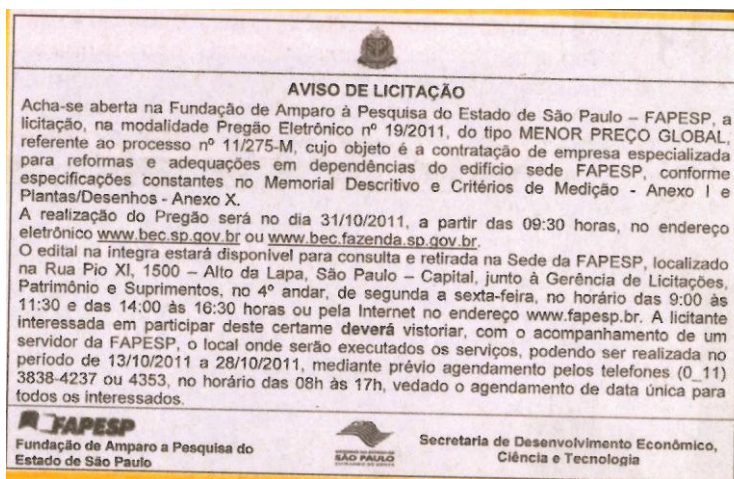 AVISO DE LICITAÇÃO
Acha-se aberta na Fundação de Amparo à Pesquisa do Estado de São Paulo – FAPESP, a
licitação, na modalidade Pregão Eletrônico nº 19/2011, do tipo MENOR PREÇO GLOBAL,
referente ao processo nº 11/275-M, cujo objeto é a contratação de empresa especializada
para reformas e adequações em dependências do edifício sede FAPESP, conforme
especificações constantes no Memorial Descritivo e Critérios de Medição - Anexo I e
Plantas/Desenhos - Anexo X.
A realização do Pregão será no dia 31/10/2011, a partir das 09:30 horas, no endereço
eletrônico www.bec.sp.gov.br ou www.bec.fazenda.sp.gov.br.
O edital na integra estará disponível para consulta e retirada na Sede da FAPESP, localizado
na Rua Pio XI, 1500 – Alto da Lapa, São Paulo – Capital, junto à Gerência de Licitações,
Patrimônio e Suprimentos, no 4º andar, de segunda a sexta-feira, no horário das 9:00 às
11:30 e das 14:00 às 16:30 horas ou pela Internet no endereço www.fapesp.br. A licitante
interessada em participar deste certame deverá vistoriar, com o acompanhamento de um
servidor da FAPESP, o local onde serão executados os serviços, podendo ser realizada no
período de 13/10/2011 a 28/10/2011, mediante prévio agendamento pelos telefones (0_11)
3838-4237 ou 4353, no horário das 08h às 17h, vedado o agendamento de data única para
todos os interessados.
FAPESP
Fundação de Amparo a Pesquisa do
Estado de São Paulo
SÃO PAULO
Secretaria de Desenvolvimento Econômico,
Ciência e Tecnologia